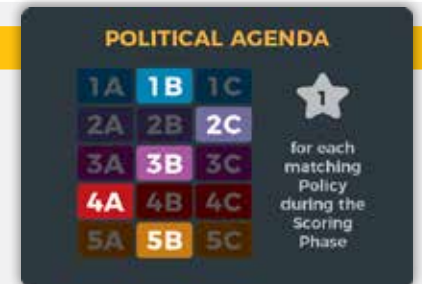 POLITICAL AGENDA
1A 1B 1C
2A 2B 2C
3A 3B 3C
4A 4B 4C
5A 5B 5C
1
for each
matching
Policy
during the
Scoring
Phase